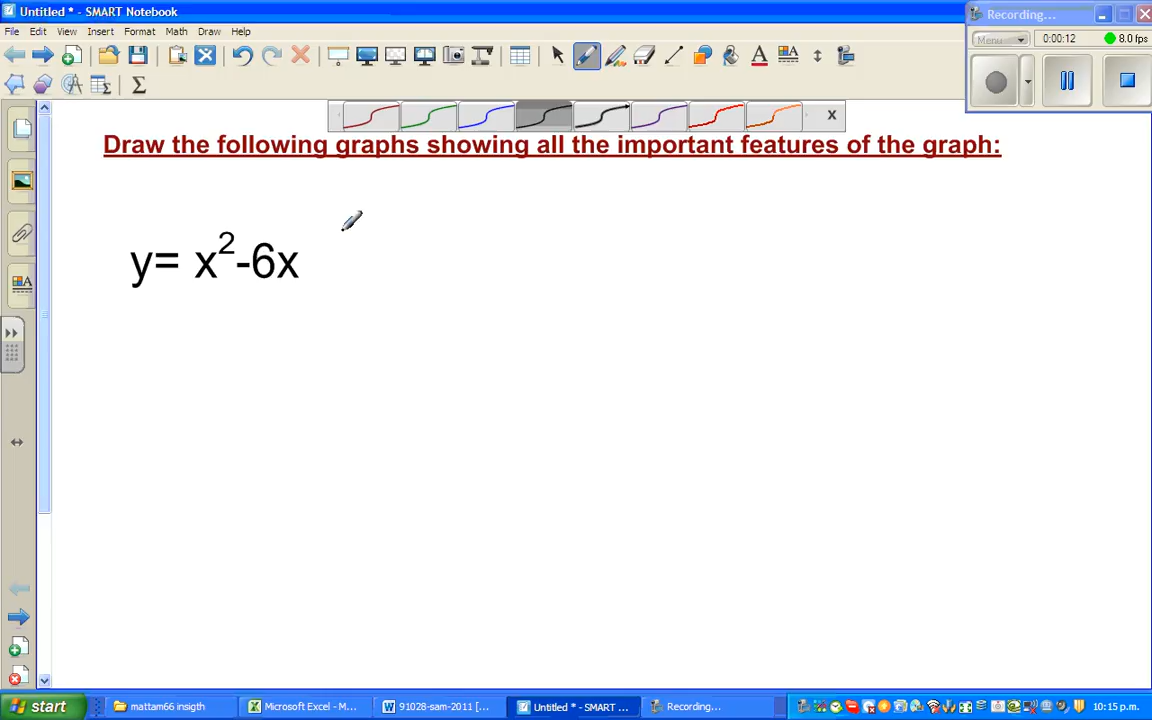 Untitled * - SMART Notebook
Recording...
File Edit View Insert Format Math Draw Help
Menu
0:00:12
8.0 fps
x
Draw the following graphs showing all the important features of the graph:
y= x²-6x
start
mattam66 insigth
Microsoft Excel - M...
91028-sam-2011 [...
Untitled * - SMART ...
Recording...
10:15 p.m.